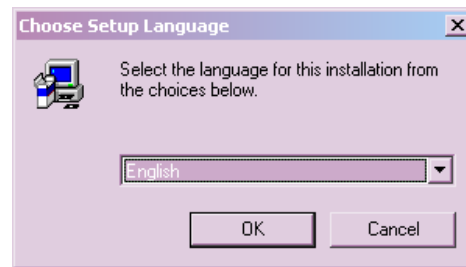 Choose Setup Language
Select the language for this installation from
the choices below.
English
OK
Cancel